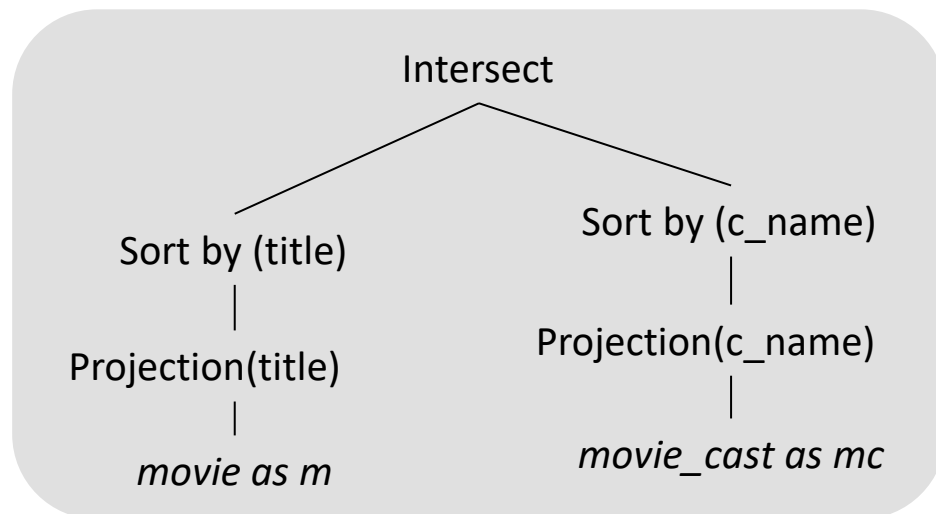 Intersect
Sort by (title)
Projection(title)
movie as m
Sort by (c_name)
Projection(c_name)
movie_cast as mc